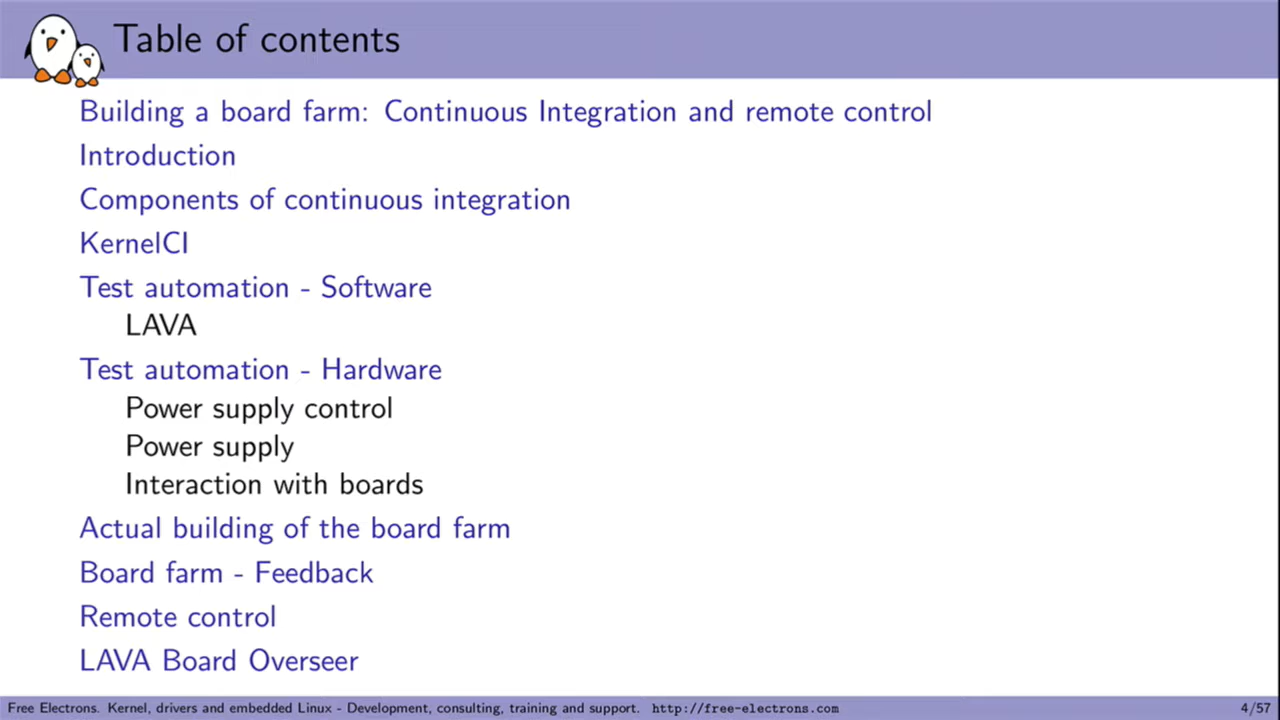 Table of contents
Building a board farm: Continuous Integration and remote control
Introduction
Components of continuous integration
KernelCI
Test automation - Software
LAVA
Test automation - Hardware
Power supply control
Power supply
Interaction with boards
Actual building of the board farm
Board farm - Feedback
Remote control
LAVA Board Overseer
Free Electrons. Kernel, drivers and embedded Linux - Development, consulting, training and support. http://free-electrons.com 4/57